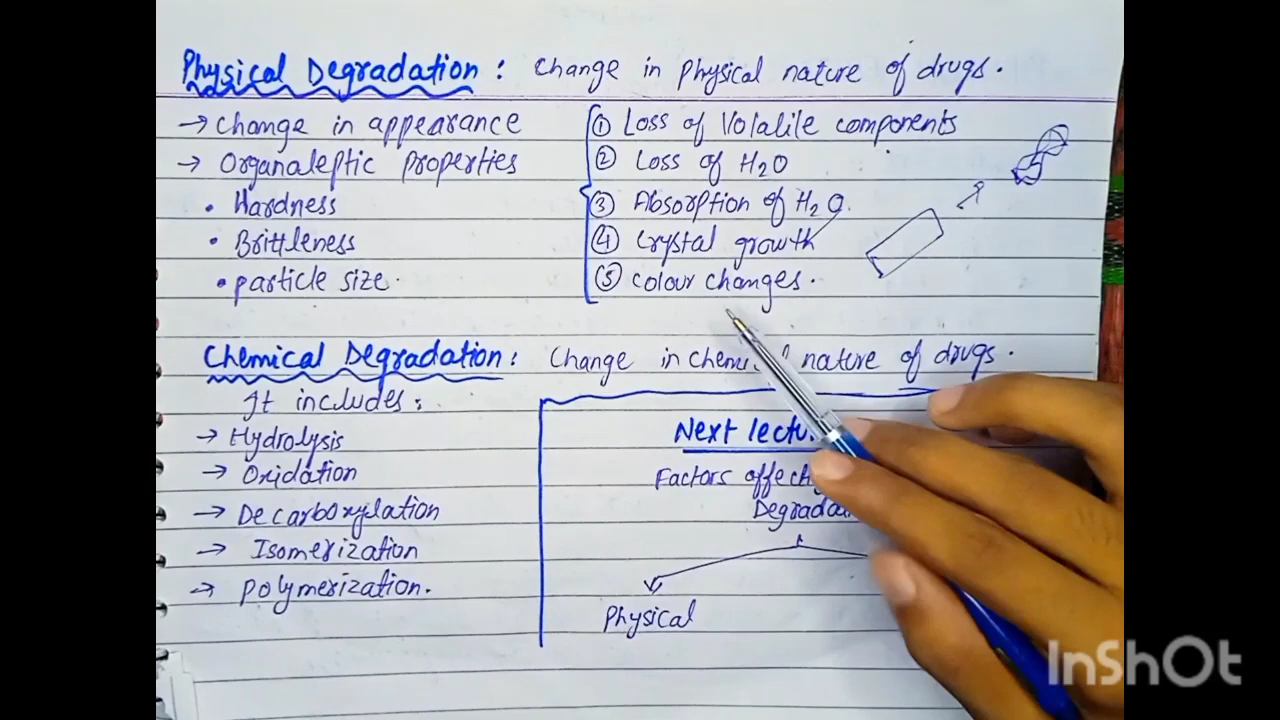 Physical Degradation : Change in Physical nature of drugs.
→ Change in appearance
→ Organaleptic properties
• Hardness
• Brittleness
• particle size.
① Loss of Volalile components
② Loss of H2O
③ Absorption of H2O.
④ Crystal growth
⑤ Colour changes.
Chemical Degradation : Change in nature of drugs.
It includes :
→ Hydrolysis
→ Oxidation
→ Decarboxylation
→ Isomerization
→ polymerization.
Next
Factors
Physical
InShOt